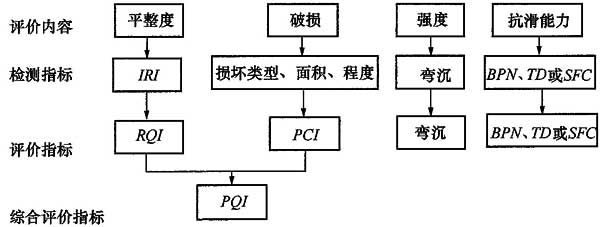 评价内容 平整度 破损 强度 抗滑能力
检测指标 IRI 损坏类型、面积、程度 弯沉 BPN、TD或SFC
评价指标 RQI PCI 弯沉 BPN、TD或SFC
综合评价指标 PQI